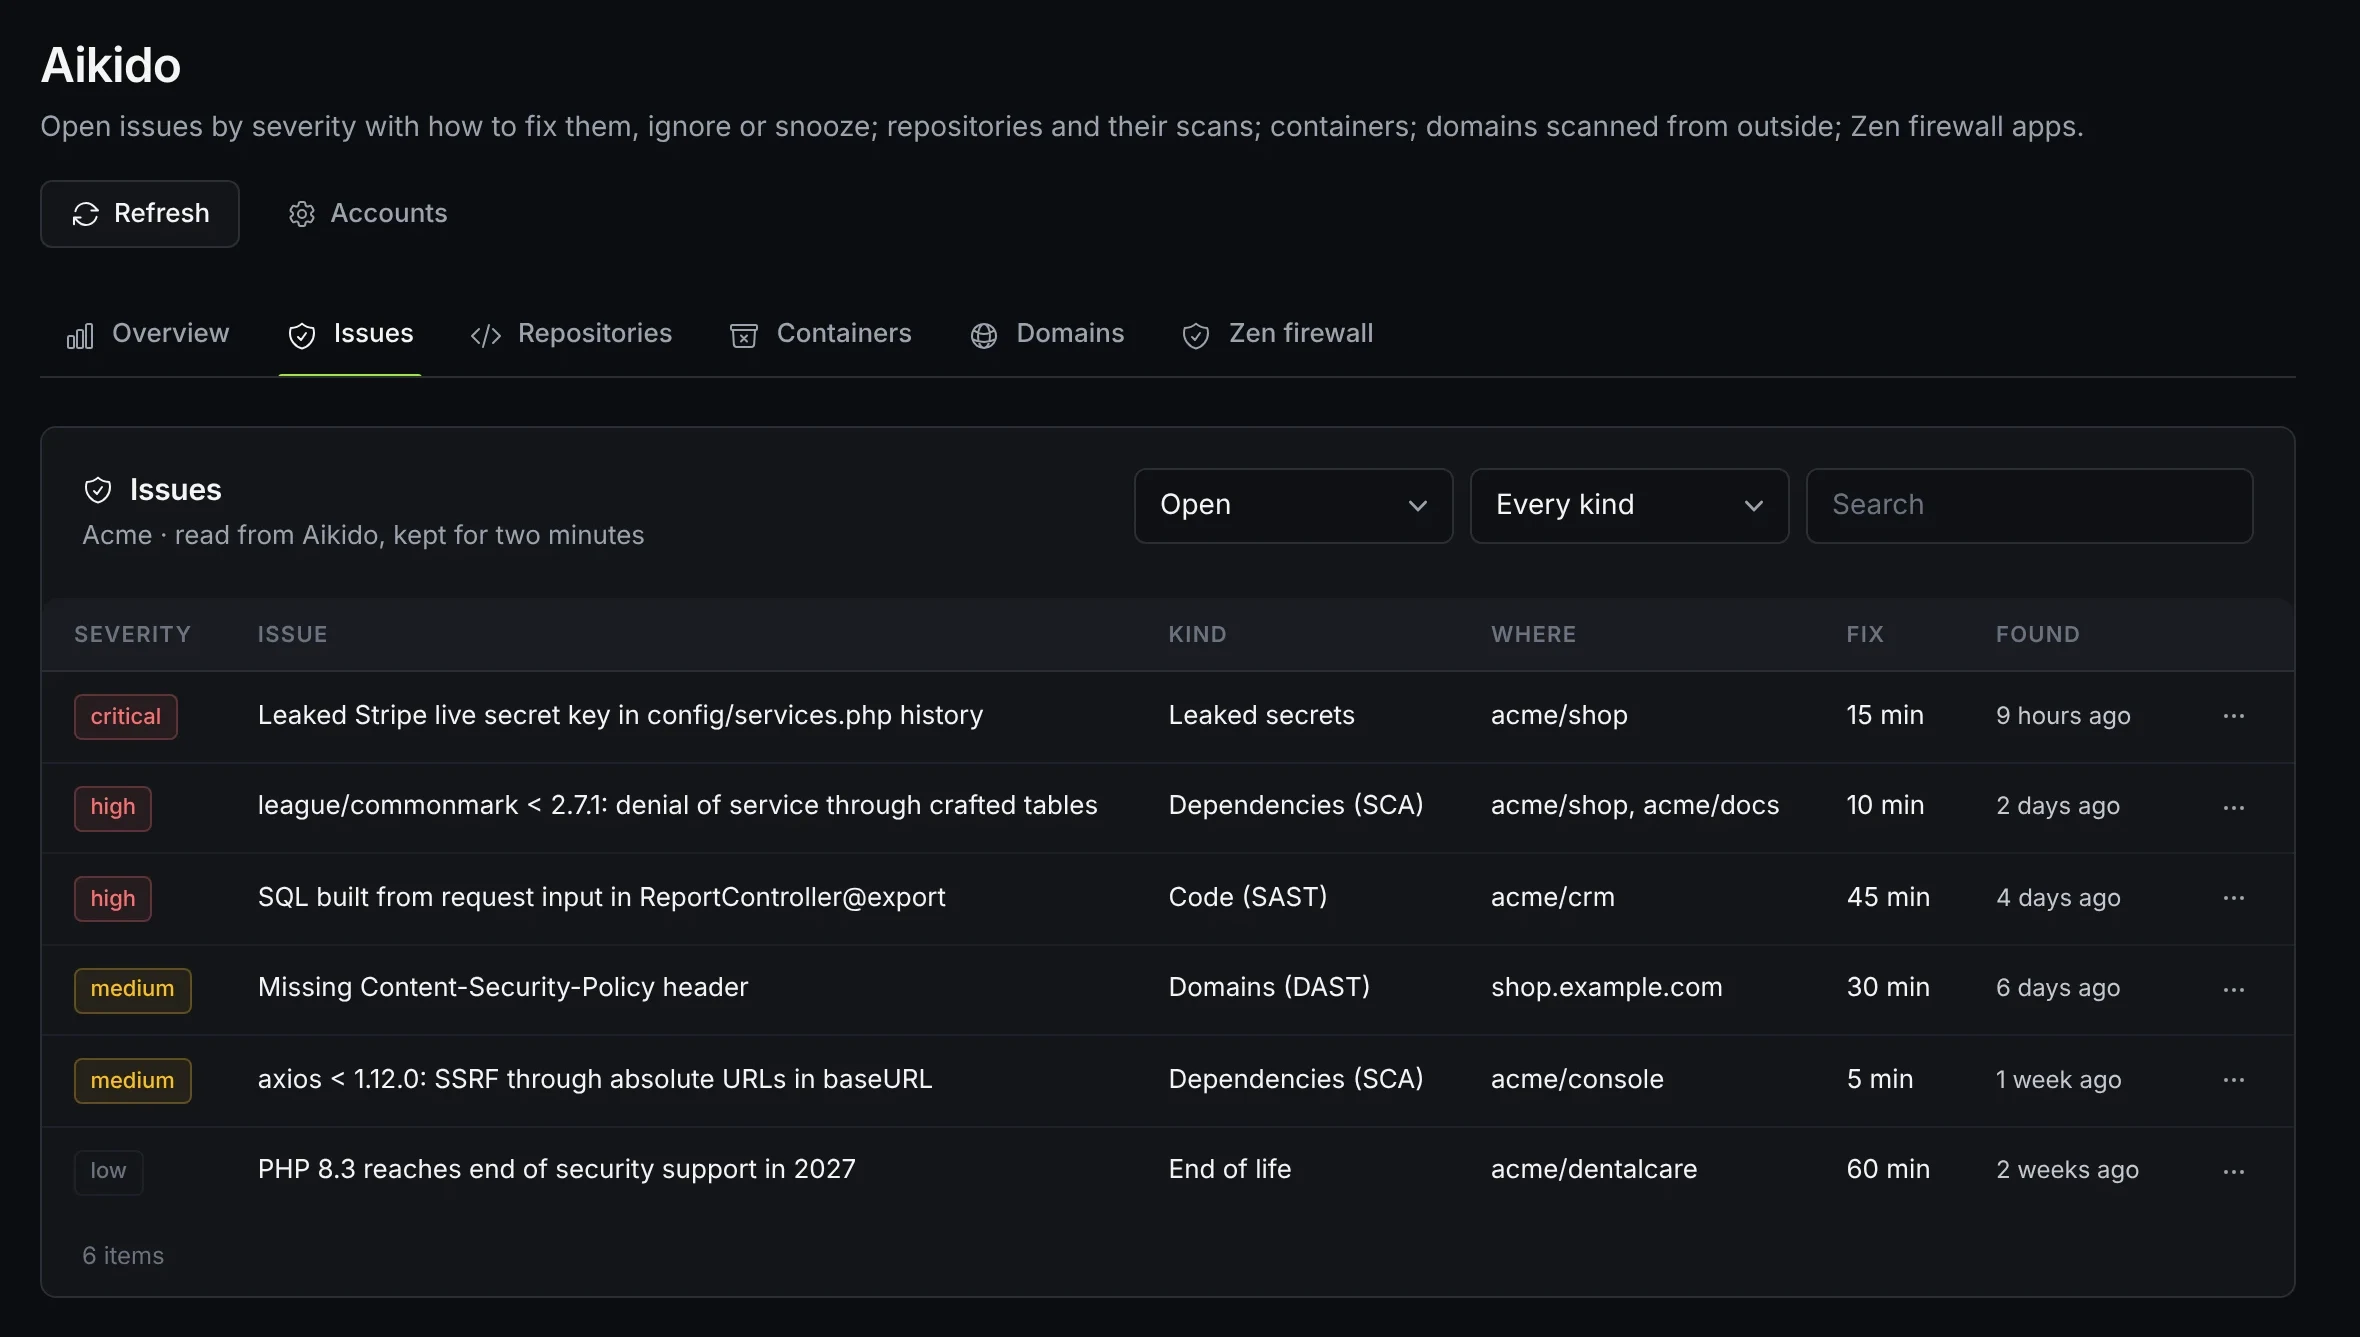 Aikido
Open issues by severity with how to fix them, ignore or snooze; repositories and their scans; containers; domains scanned from outside; Zen firewall apps.
Refresh Accounts
Overview Issues Repositories Containers Domains Zen firewall
Issues
Acme · read from Aikido, kept for two minutes
Open Every kind Search
SEVERITY ISSUE KIND WHERE FIX FOUND
critical Leaked Stripe live secret key in config/services.php history Leaked secrets acme/shop 15 min 9 hours ago
high league/commonmark < 2.7.1: denial of service through crafted tables Dependencies (SCA) acme/shop, acme/docs 10 min 2 days ago
high SQL built from request input in ReportController@export Code (SAST) acme/crm 45 min 4 days ago
medium Missing Content-Security-Policy header Domains (DAST) shop.example.com 30 min 6 days ago
medium axios < 1.12.0: SSRF through absolute URLs in baseURL Dependencies (SCA) acme/console 5 min 1 week ago
low PHP 8.3 reaches end of security support in 2027 End of life acme/dentalcare 60 min 2 weeks ago
6 items